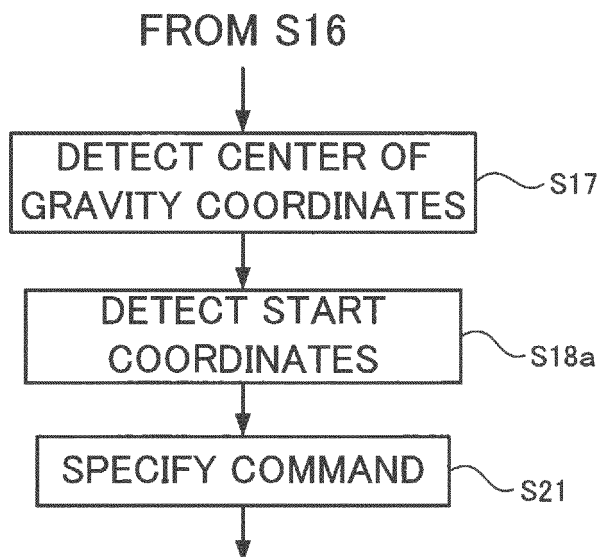 FROM S16
DETECT CENTER OF
GRAVITY COORDINATES
S17
DETECT START
COORDINATES
S18a
SPECIFY COMMAND
S21